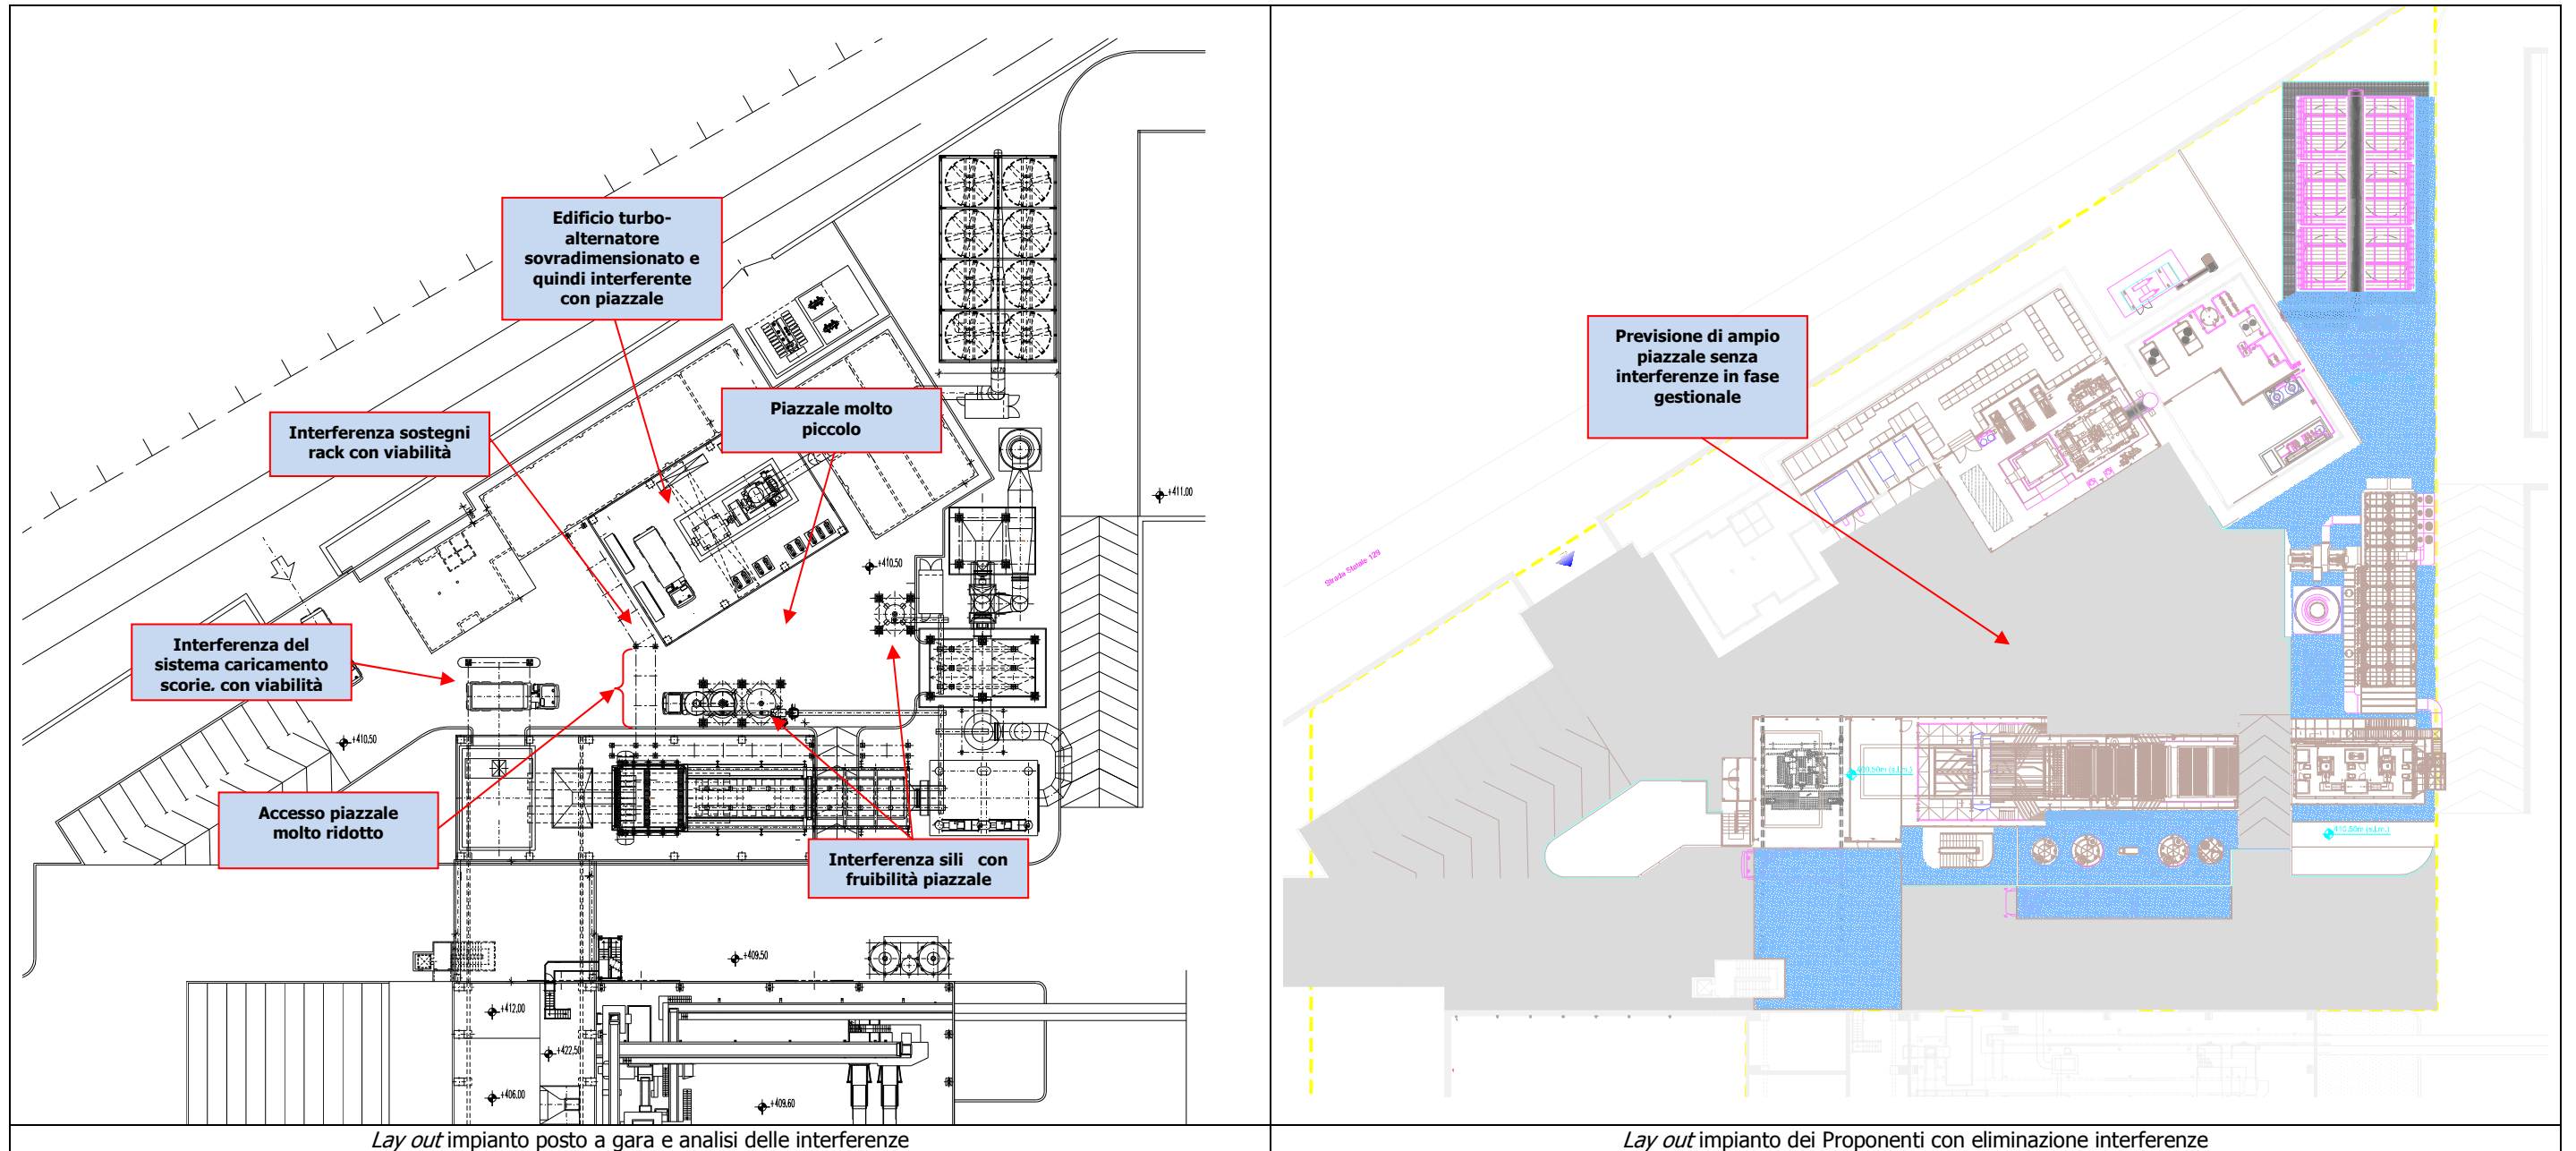 Edificio turbo-
alternatore
sovradimensionato e
quindi interferente
con piazzale
Piazzale molto
piccolo
Interferenza sostegni
rack con viabilità
Interferenza del
sistema caricamento
scorie. con viabilità
Accesso piazzale
molto ridotto
Interferenza sili con
fruibilità piazzale
+411,00
+410,50
+410,50
+409,50
+412,00
+422,50
+406,00
+409,60
Lay out impianto posto a gara e analisi delle interferenze
Previsione di ampio
piazzale senza
interferenze in fase
gestionale
Strada Statale 129
409.50m (s.l.m.)
410.50m (s.l.m.)
Lay out impianto dei Proponenti con eliminazione interferenze